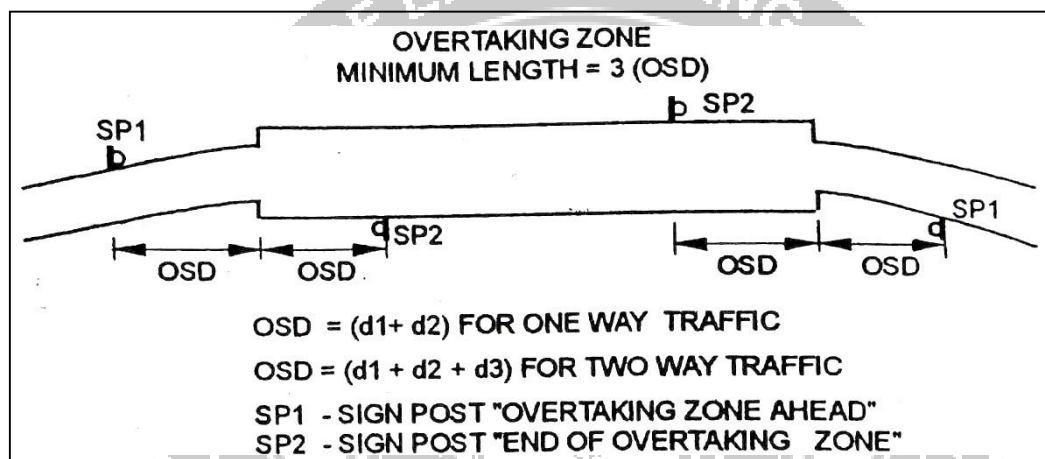 OVERTAKING ZONE
MINIMUM LENGTH = 3 (OSD)
SP1
SP2
SP2
SP1
OSD
OSD
OSD
OSD
OSD = (d1+ d2) FOR ONE WAY TRAFFIC
OSD = (d1 + d2 + d3) FOR TWO WAY TRAFFIC
SP1 - SIGN POST "OVERTAKING ZONE AHEAD"
SP2 - SIGN POST "END OF OVERTAKING ZONE"